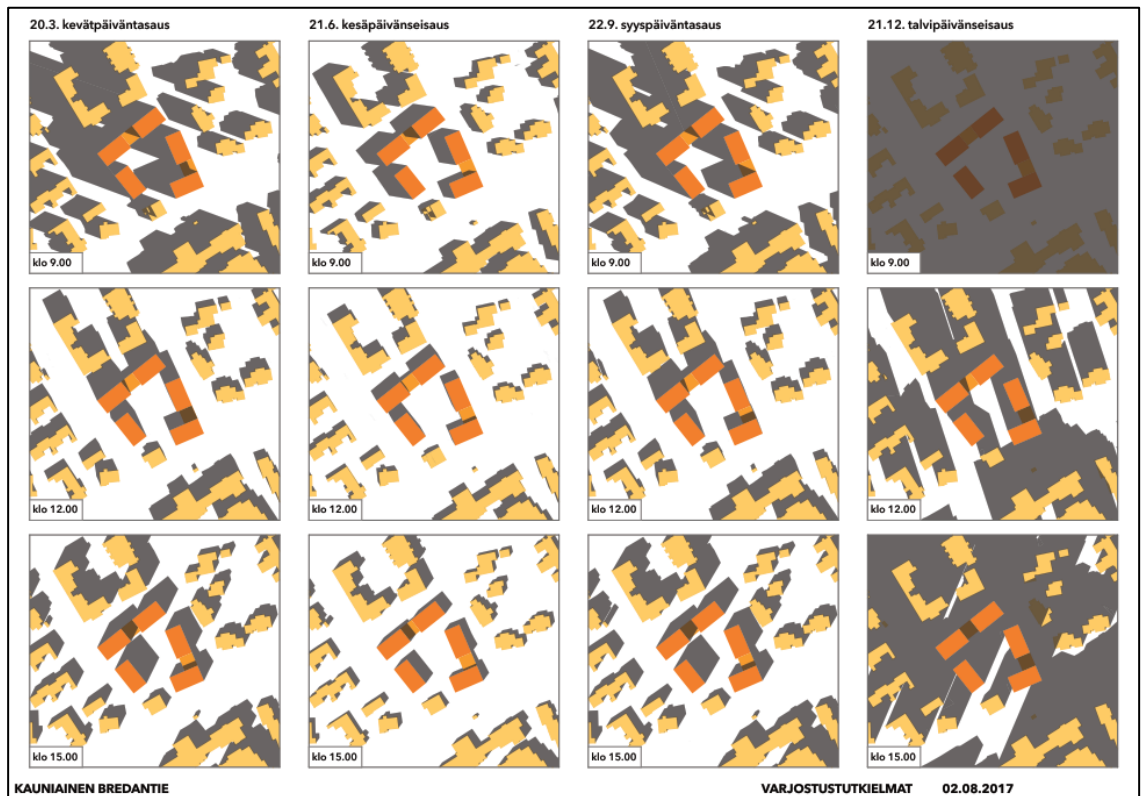 20.3. kevätpäiväntasaus
21.6. kesäpäivänseisaus
22.9. syyspäiväntasaus
21.12. talvipäivänseisaus
klo 9.00
klo 9.00
klo 9.00
klo 9.00
klo 12.00
klo 12.00
klo 12.00
klo 12.00
klo 15.00
klo 15.00
klo 15.00
klo 15.00
KAUNIAINEN BREDANTIE
VARJOSTUSTUTKIELMAT 02.08.2017